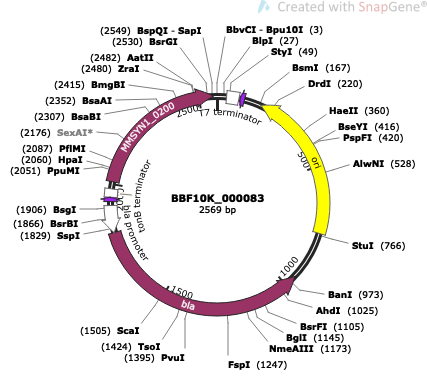 Created with SnapGene®
(2549) BspQI - SapI
(2530) BsrGI
(2482) AatII
(2480) ZraI
(2415) BmgBI
(2352) BsaAI
(2307) BsaBI
(2176) SexAI*
(2087) PflMI
(2060) HpaI
(2051) PpuMI
(1906) BsgI
(1866) BsrBI
(1829) SspI
(1505) ScaI
(1424) TsoI
(1395) PvuI
BbvCI - Bpu10I (3)
BlpI (27)
StyI (49)
BsmI (167)
DrdI (220)
HaeII (360)
BseYI (416)
PspFI (420)
AlwNI (528)
StuI (766)
BanI (973)
AhdI (1025)
BsrFI (1105)
BglI (1145)
NmeAIII (1173)
FspI (1247)
MMSYN1_0200
T7 terminator
ori
bla
bla promoter
tonB terminator
500
1000
1500
2500
BBF10K_000083
2569 bp